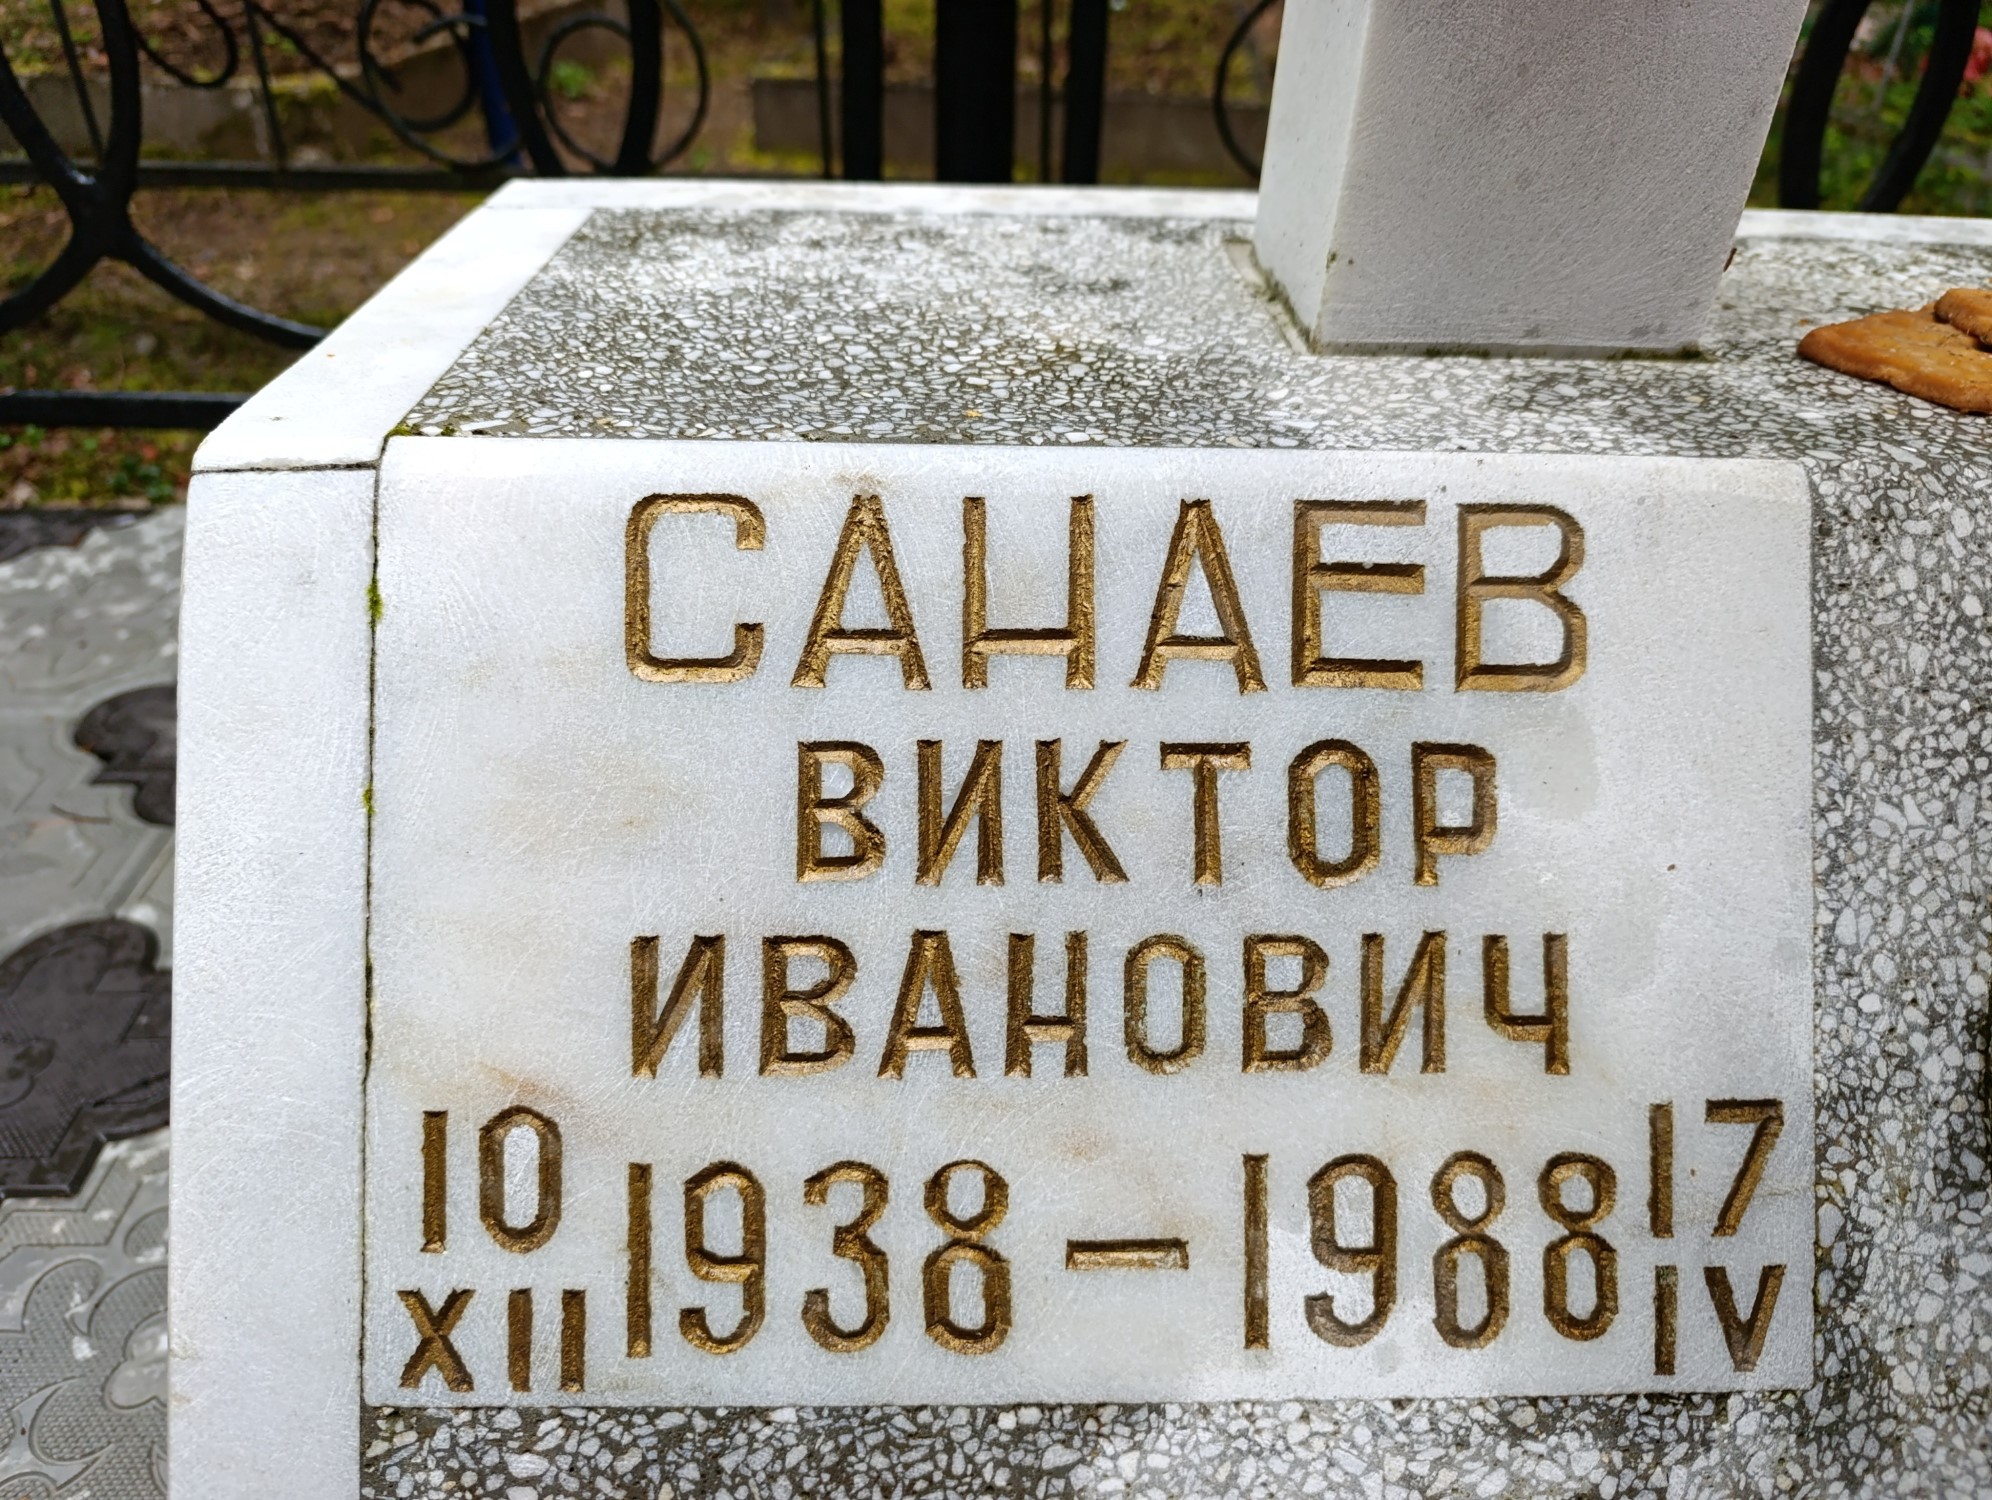 САНАЕВ
ВИКТОР
ИВАНОВИЧ
10 XII 1938 – 1988 17 IV